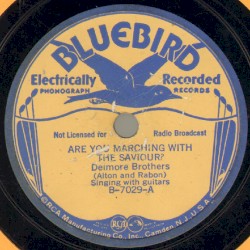 BLUEBIRD
Electrically Recorded
PHONOGRAPH RECORDS
Not Licensed for Radio Broadcast
ARE YOU MARCHING WITH
THE SAVIOUR?
Delmore Brothers
(Alton and Rabon)
Singing with guitars
B-7029-A
RCA Manufacturing Co., Inc., Camden, N.J., U.S.A.